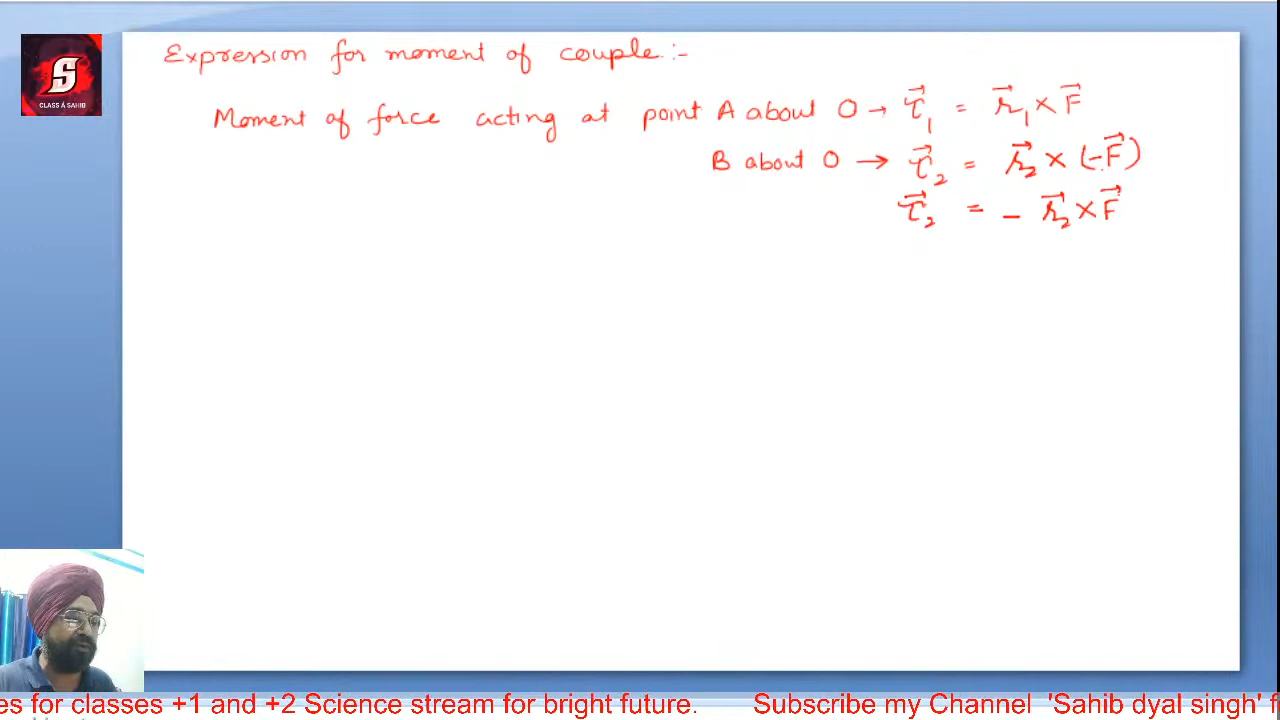 Expression for moment of couple :-
S
CLASS Á SAHIB
Moment of force acting at point A about O → τ⃗₁ = r⃗₁ × F⃗
B about O → τ⃗₂ = r⃗₂ × (-F⃗)
τ⃗₂ = - r⃗₂ × F⃗
es for classes +1 and +2 Science stream for bright future. Subscribe my Channel 'Sahib dyal singh' f